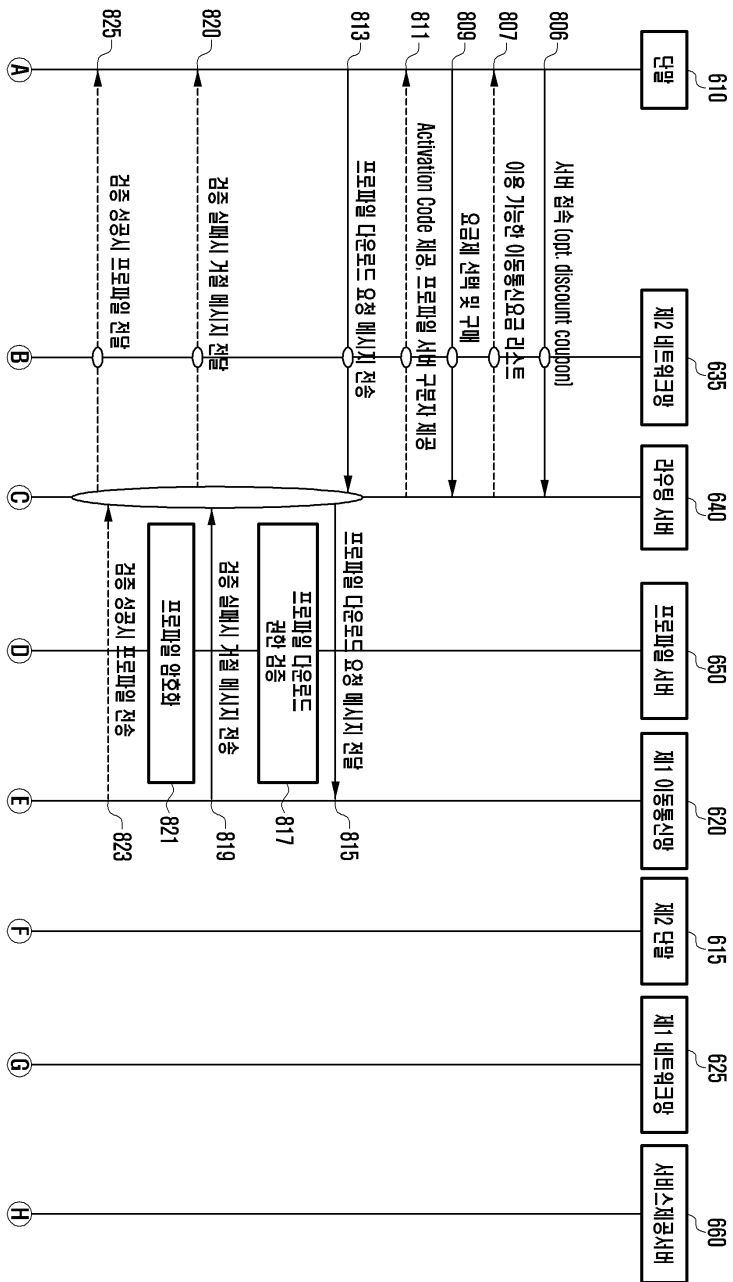 610
단말
635
제2 네트워크망
640
라우팅 서버
650
프로파일 서버
620
제1 이동통신망
615
제2 단말
625
제1 네트워크망
660
서비스제공서버
806
서버 접속 (opt. discount coupon)
807
이용 가능한 이동통신요금 리스트
809
요금제 선택 및 구매
811
Activation Code 제공, 프로파일 서버 구분자 제공
813
프로파일 다운로드 요청 메시지 전송
프로파일 다운로드 요청 메시지 전달
815
프로파일 다운로드
권한 검증
817
820
검증 실패시 거절 메시지 전달
검증 실패시 거절 메시지 전송
819
프로파일 암호화
821
825
검증 성공시 프로파일 전달
검증 성공시 프로파일 전송
823
A
B
C
D
E
F
G
H